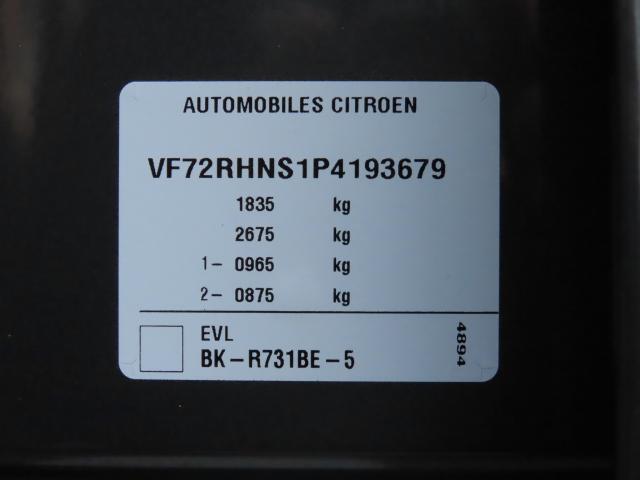 AUTOMOBILES CITROEN
VF72RHNS1P4193679
1835 kg
2675 kg
1- 0965 kg
2- 0875 kg
EVL
BK-R731BE-5
4894